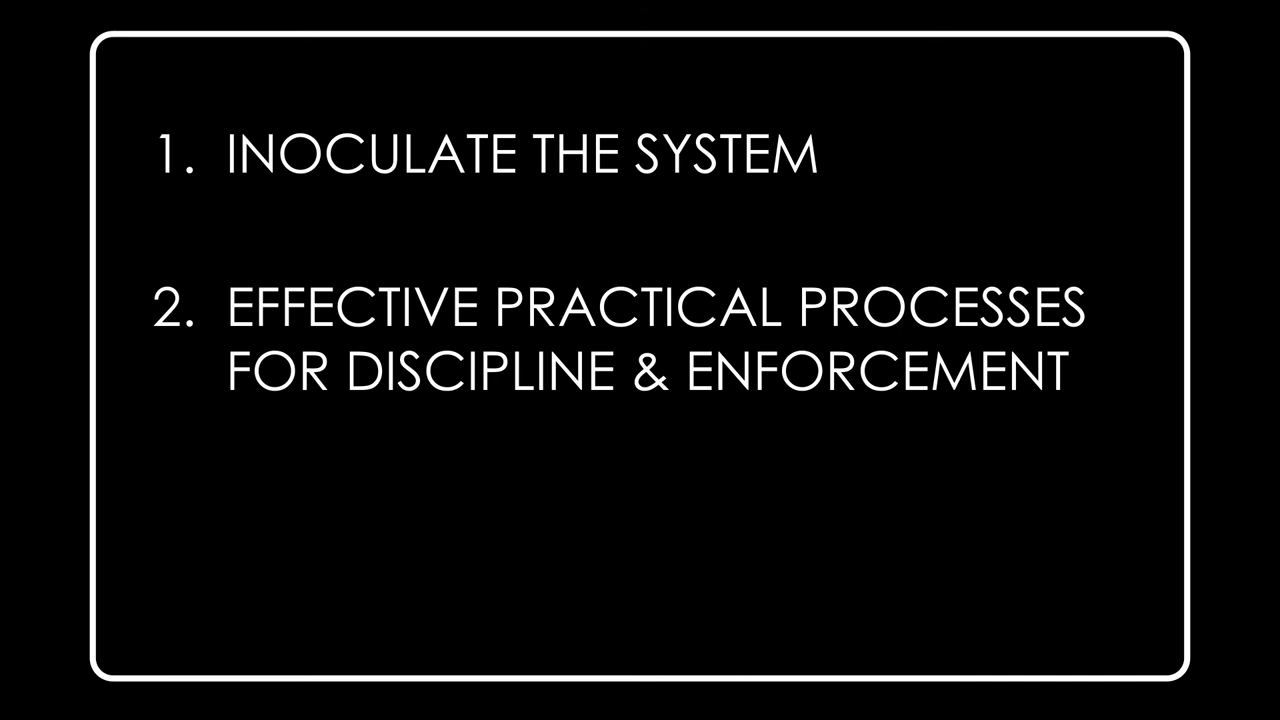 1. INOCULATE THE SYSTEM
2. EFFECTIVE PRACTICAL PROCESSES
FOR DISCIPLINE & ENFORCEMENT